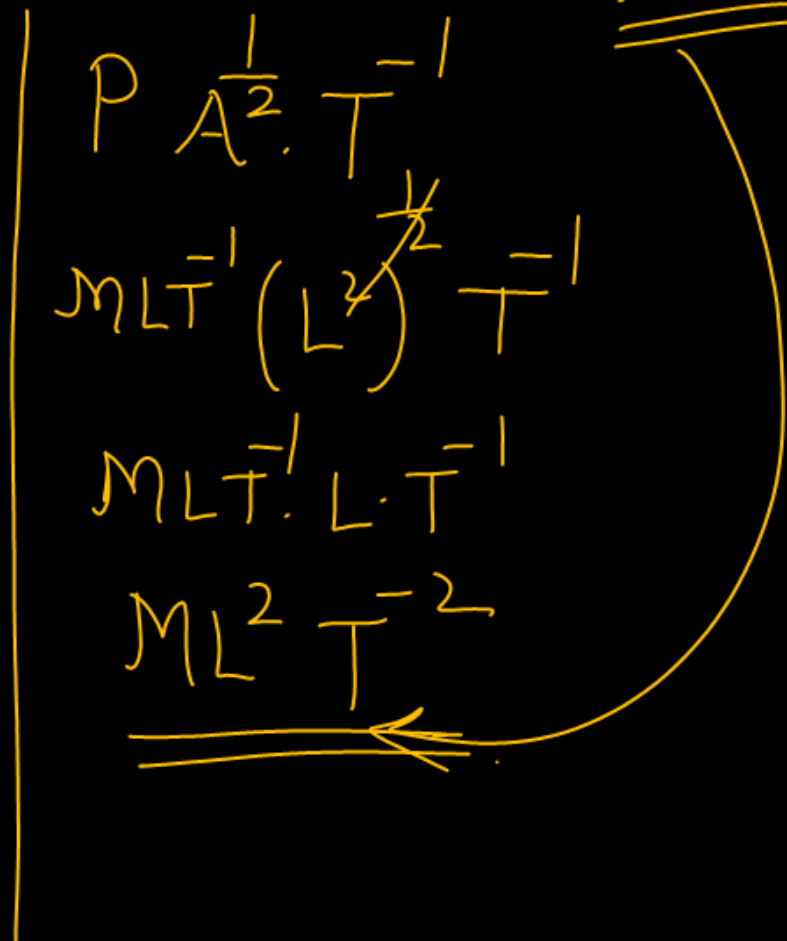 P A^{1/2} . T^{-1}
MLT^{-1} (L^2)^{1/2} T^{-1}
MLT^{-1} . L . T^{-1}
ML^2 T^{-2}